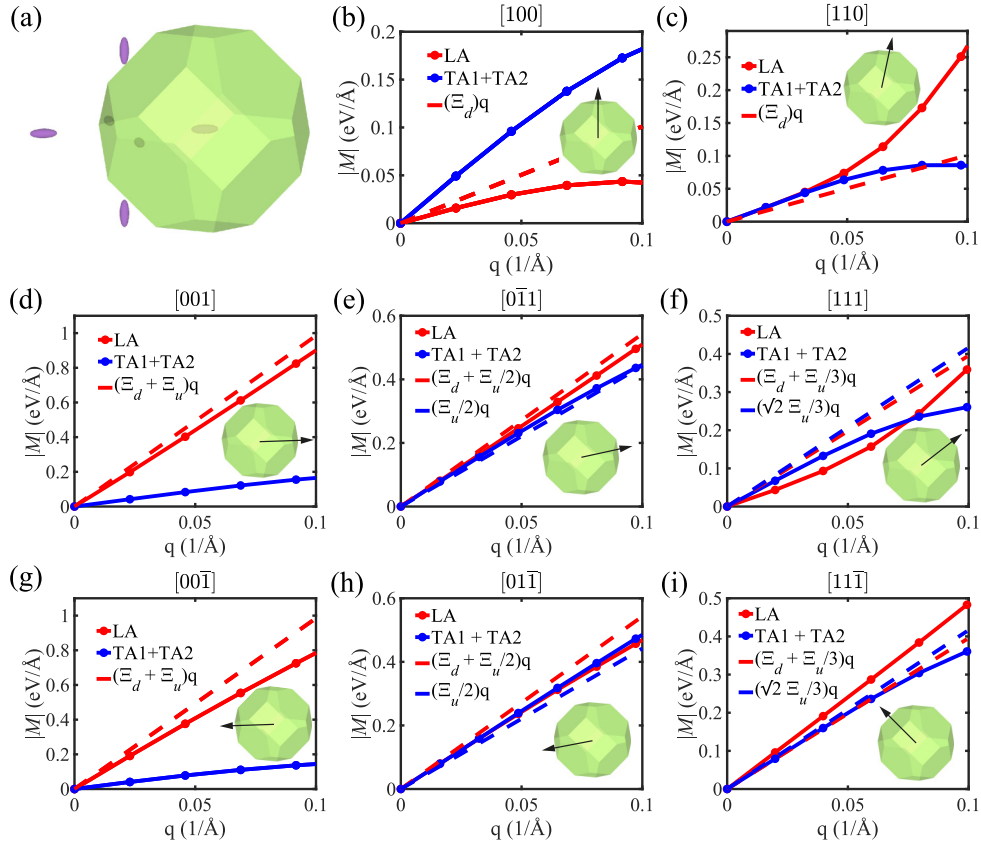 (a)
(b)
[100]
|M| (eV/Å)
0.2
0.15
0.1
0.05
0
LA
TA1+TA2
(Ξd)q
0
0.05
0.1
q (1/Å)
(c)
[110]
|M| (eV/Å)
0.25
0.2
0.15
0.1
0.05
0
LA
TA1+TA2
(Ξd)q
0
0.05
0.1
q (1/Å)
(d)
[001]
|M| (eV/Å)
1
0.8
0.6
0.4
0.2
0
LA
TA1+TA2
(Ξd + Ξu)q
0
0.05
0.1
q (1/Å)
(e)
[01̅1]
|M| (eV/Å)
0.6
0.4
0.2
0
LA
TA1 + TA2
(Ξd + Ξu/2)q
(Ξu/2)q
0
0.05
0.1
q (1/Å)
(f)
[111]
|M| (eV/Å)
0.5
0.4
0.3
0.2
0.1
0
LA
TA1 + TA2
(Ξd + Ξu/3)q
(√2 Ξu/3)q
0
0.05
0.1
q (1/Å)
(g)
[001̅]
|M| (eV/Å)
1
0.8
0.6
0.4
0.2
0
LA
TA1+TA2
(Ξd + Ξu)q
0
0.05
0.1
q (1/Å)
(h)
[011̅]
|M| (eV/Å)
0.6
0.4
0.2
0
LA
TA1 + TA2
(Ξd + Ξu/2)q
(Ξu/2)q
0
0.05
0.1
q (1/Å)
(i)
[111̅]
|M| (eV/Å)
0.5
0.4
0.3
0.2
0.1
0
LA
TA1 + TA2
(Ξd + Ξu/3)q
(√2 Ξu/3)q
0
0.05
0.1
q (1/Å)